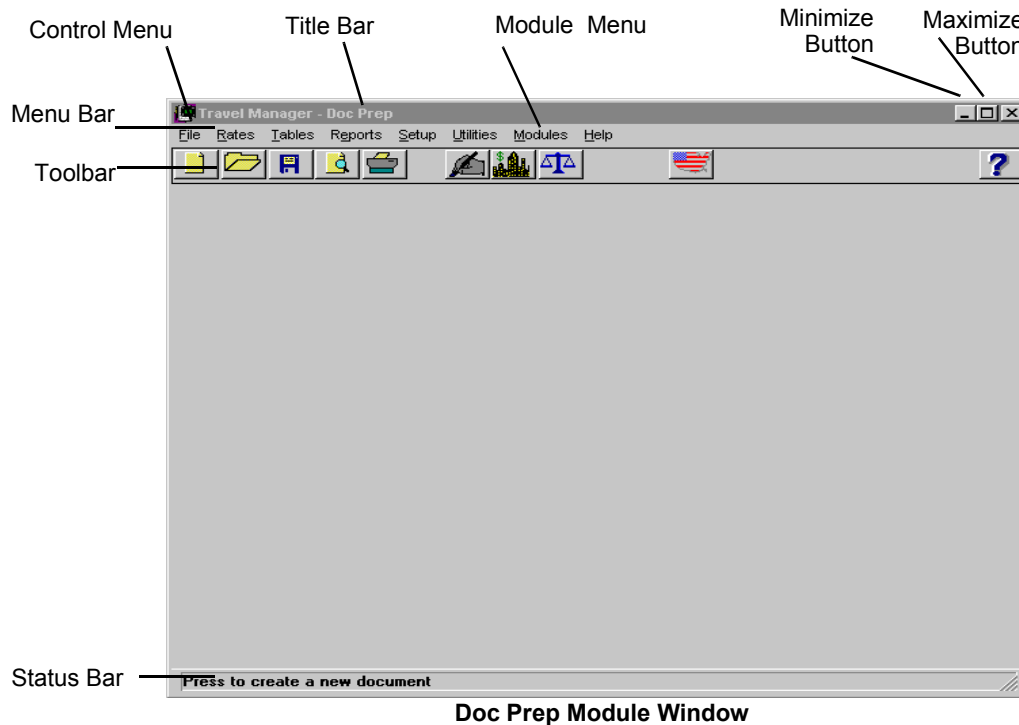 Control Menu
Title Bar
Module Menu
Minimize
Button
Maximize
Button
Menu Bar
Toolbar
Travel Manager - Doc Prep
File Rates Tables Reports Setup Utilities Modules Help
Status Bar
Press to create a new document
Doc Prep Module Window